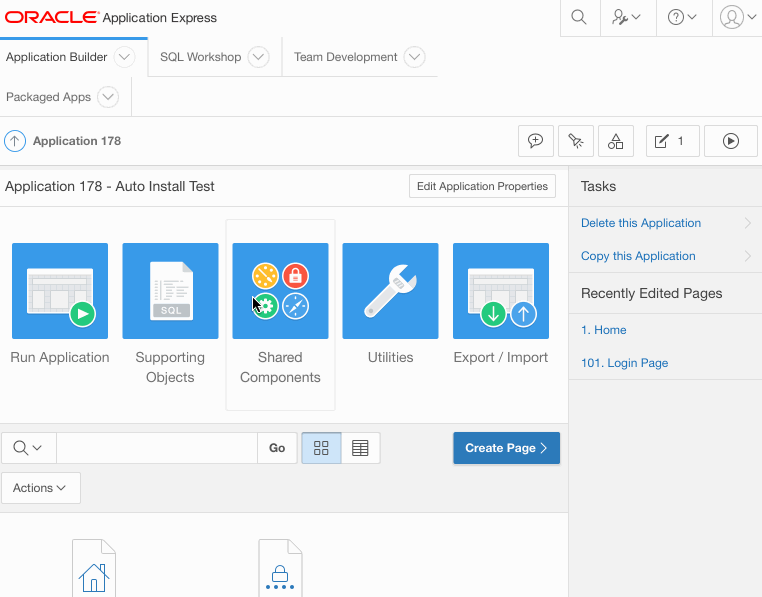 ORACLE Application Express
Application Builder
SQL Workshop
Team Development
Packaged Apps
Application 178
1
Application 178 - Auto Install Test
Edit Application Properties
Tasks
Delete this Application
Copy this Application
Recently Edited Pages
1. Home
101. Login Page
SQL
Run Application
Supporting
Objects
Shared
Components
Utilities
Export / Import
Go
Create Page
Actions